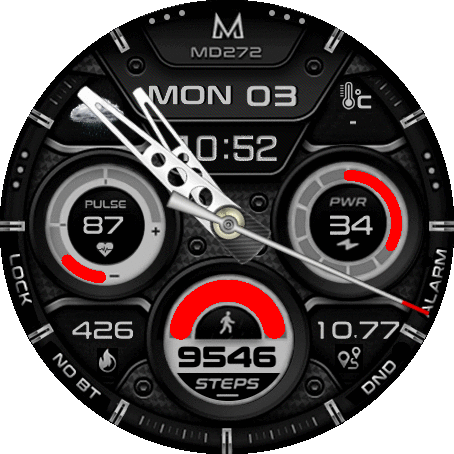 M
MD272
MON 03
°C
-
10:52
PULSE
87
+
-
PWR
34
LOCK
ALARM
426
10.77
9546
STEPS
NO BT
DND